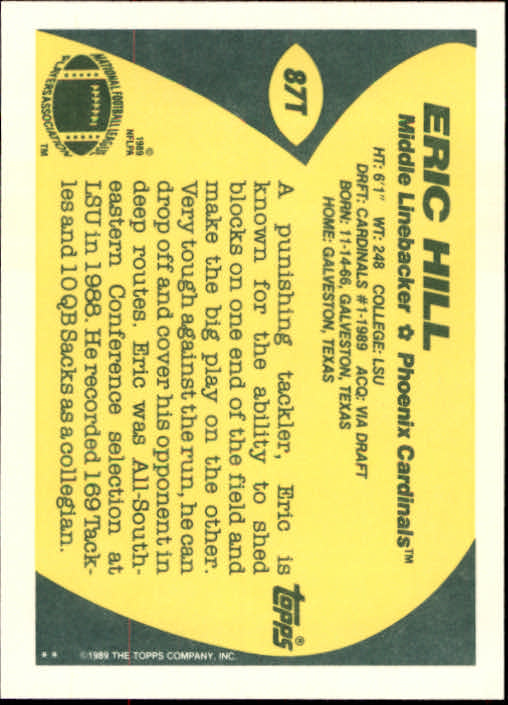 87T
ERIC HILL
Middle Linebacker ✪ Phoenix Cardinals™
HT: 6'1" WT: 248 COLLEGE: LSU
DRFT: CARDINALS #1-1989 ACQ: VIA DRAFT
BORN: 11-14-66, GALVESTON, TEXAS
HOME: GALVESTON, TEXAS
A punishing tackler, Eric is
known for the ability to shed
blocks on one end of the field and
make the big play on the other.
Very tough against the run, he can
drop off and cover his opponent in
deep routes. Eric was All-South-
eastern Conference selection at
LSU in 1988. He recorded 169 Tack-
les and 10 QB Sacks as a collegian.
topps®
NATIONAL FOOTBALL LEAGUE
PLAYERS ASSOCIATION
™
©
1989
NFLPA
** ©1989 THE TOPPS COMPANY, INC.